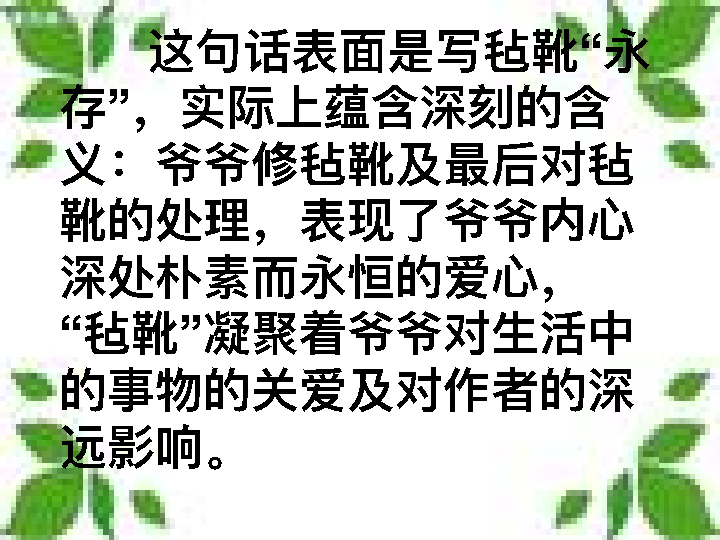 这句话表面是写毡靴“永
存”，实际上蕴含深刻的含
义：爷爷修毡靴及最后对毡
靴的处理，表现了爷爷内心
深处朴素而永恒的爱心，
“毡靴”凝聚着爷爷对生活中
的事物的关爱及对作者的深
远影响。